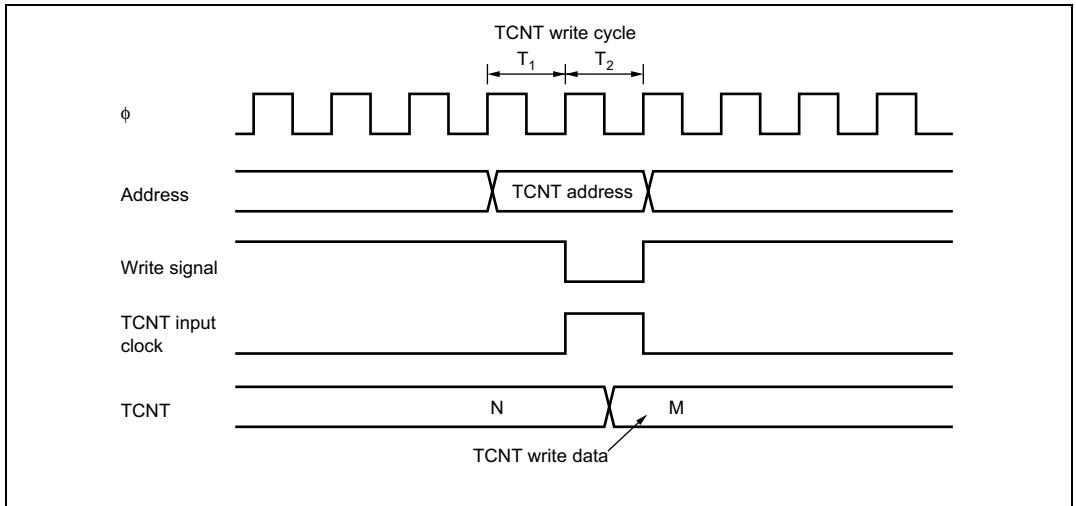 TCNT write cycle
T₁ T₂
ϕ
Address
TCNT address
Write signal
TCNT input
clock
TCNT
N
M
TCNT write data